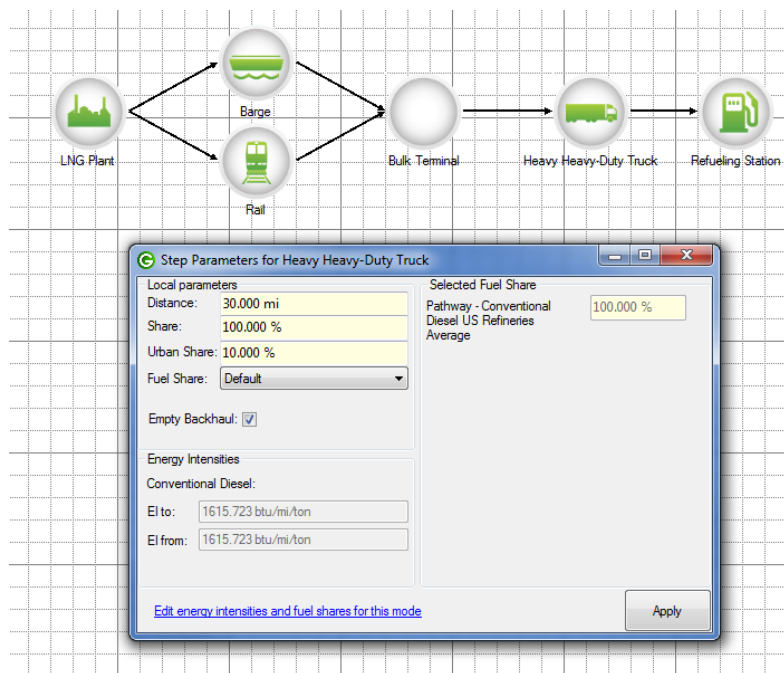 Barge
LNG Plant
Bulk Terminal
Heavy Heavy-Duty Truck
Refueling Station
Rail
G
Step Parameters for Heavy Heavy-Duty Truck
Local parameters
Distance:
30.000 mi
Share:
100.000 %
Urban Share:
10.000 %
Fuel Share:
Default
Empty Backhaul:
Energy Intensities
Conventional Diesel:
EI to:
1615.723 btu/mi/ton
EI from:
1615.723 btu/mi/ton
Selected Fuel Share
Pathway - Conventional
Diesel US Refineries
Average
100.000 %
Edit energy intensities and fuel shares for this mode
Apply